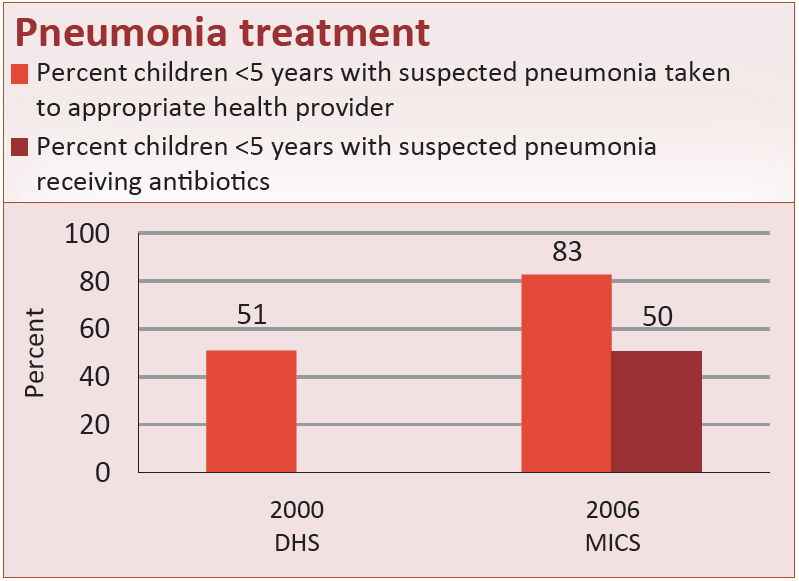 Pneumonia treatment
Percent children <5 years with suspected pneumonia taken
to appropriate health provider
Percent children <5 years with suspected pneumonia
receiving antibiotics
Percent
100
80
60
40
20
0
51
83
50
2000
DHS
2006
MICS